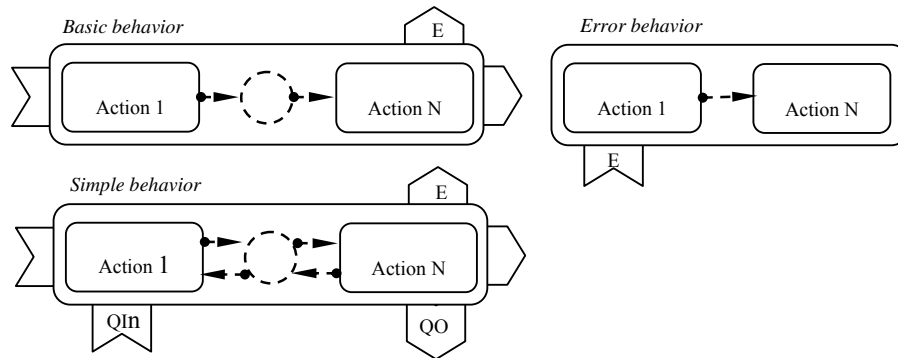 Basic behavior
E
Action 1
Action N
Error behavior
Action 1
Action N
E
Simple behavior
E
Action 1
Action N
QIn
QO